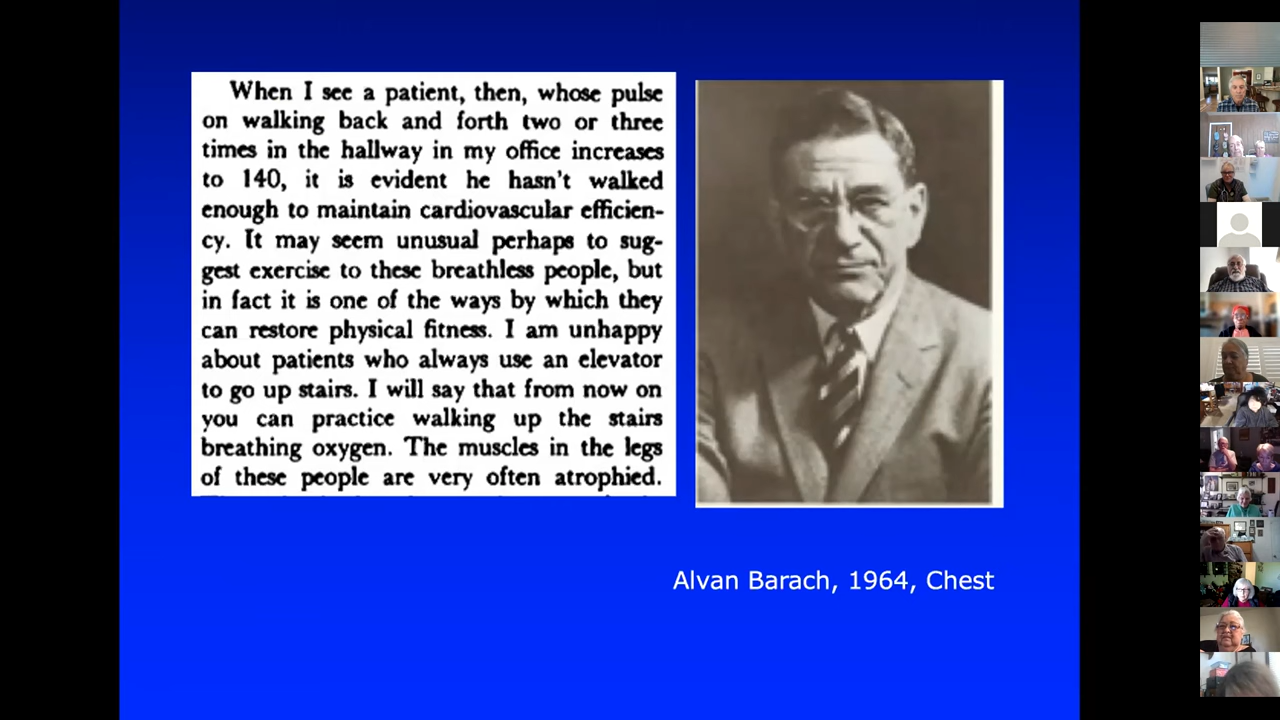 When I see a patient, then, whose pulse
on walking back and forth two or three
times in the hallway in my office increases
to 140, it is evident he hasn't walked
enough to maintain cardiovascular efficien-
cy. It may seem unusual perhaps to sug-
gest exercise to these breathless people, but
in fact it is one of the ways by which they
can restore physical fitness. I am unhappy
about patients who always use an elevator
to go up stairs. I will say that from now on
you can practice walking up the stairs
breathing oxygen. The muscles in the legs
of these people are very often atrophied.
Alvan Barach, 1964, Chest